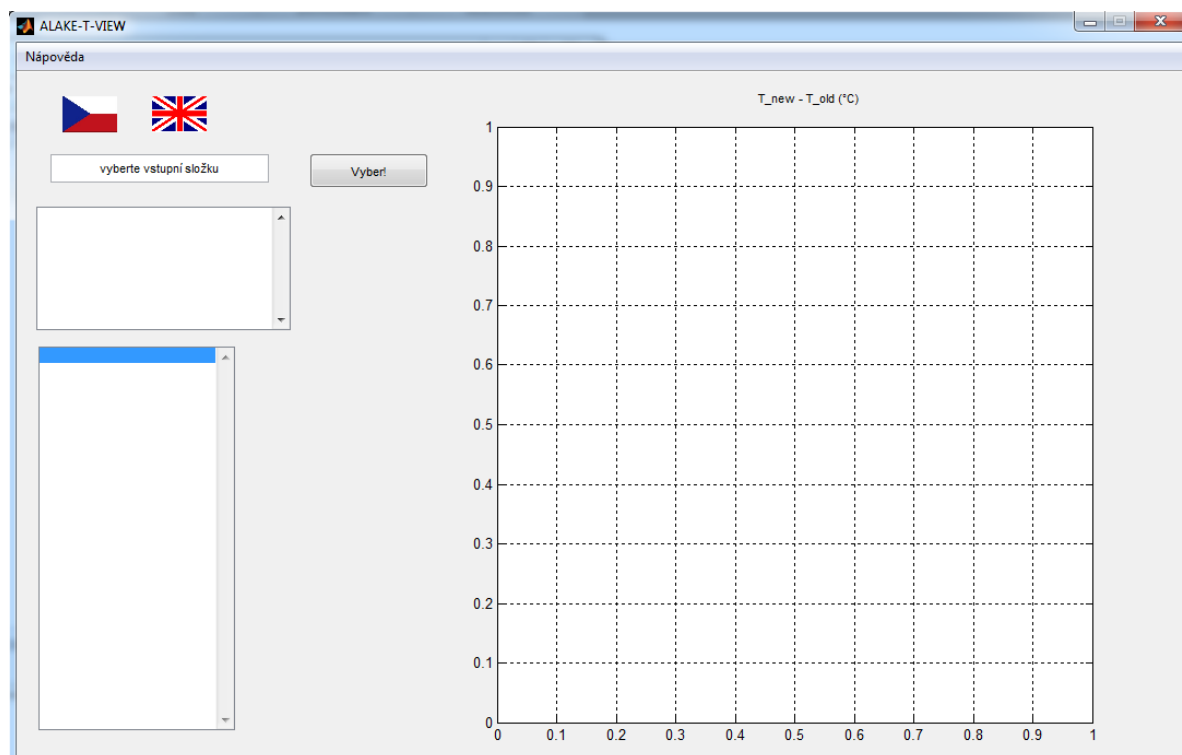 ALAKE-T-VIEW
Nápověda
vyberte vstupní složku
Vyber!
T_new - T_old (°C)
1
0.9
0.8
0.7
0.6
0.5
0.4
0.3
0.2
0.1
0
0 0.1 0.2 0.3 0.4 0.5 0.6 0.7 0.8 0.9 1